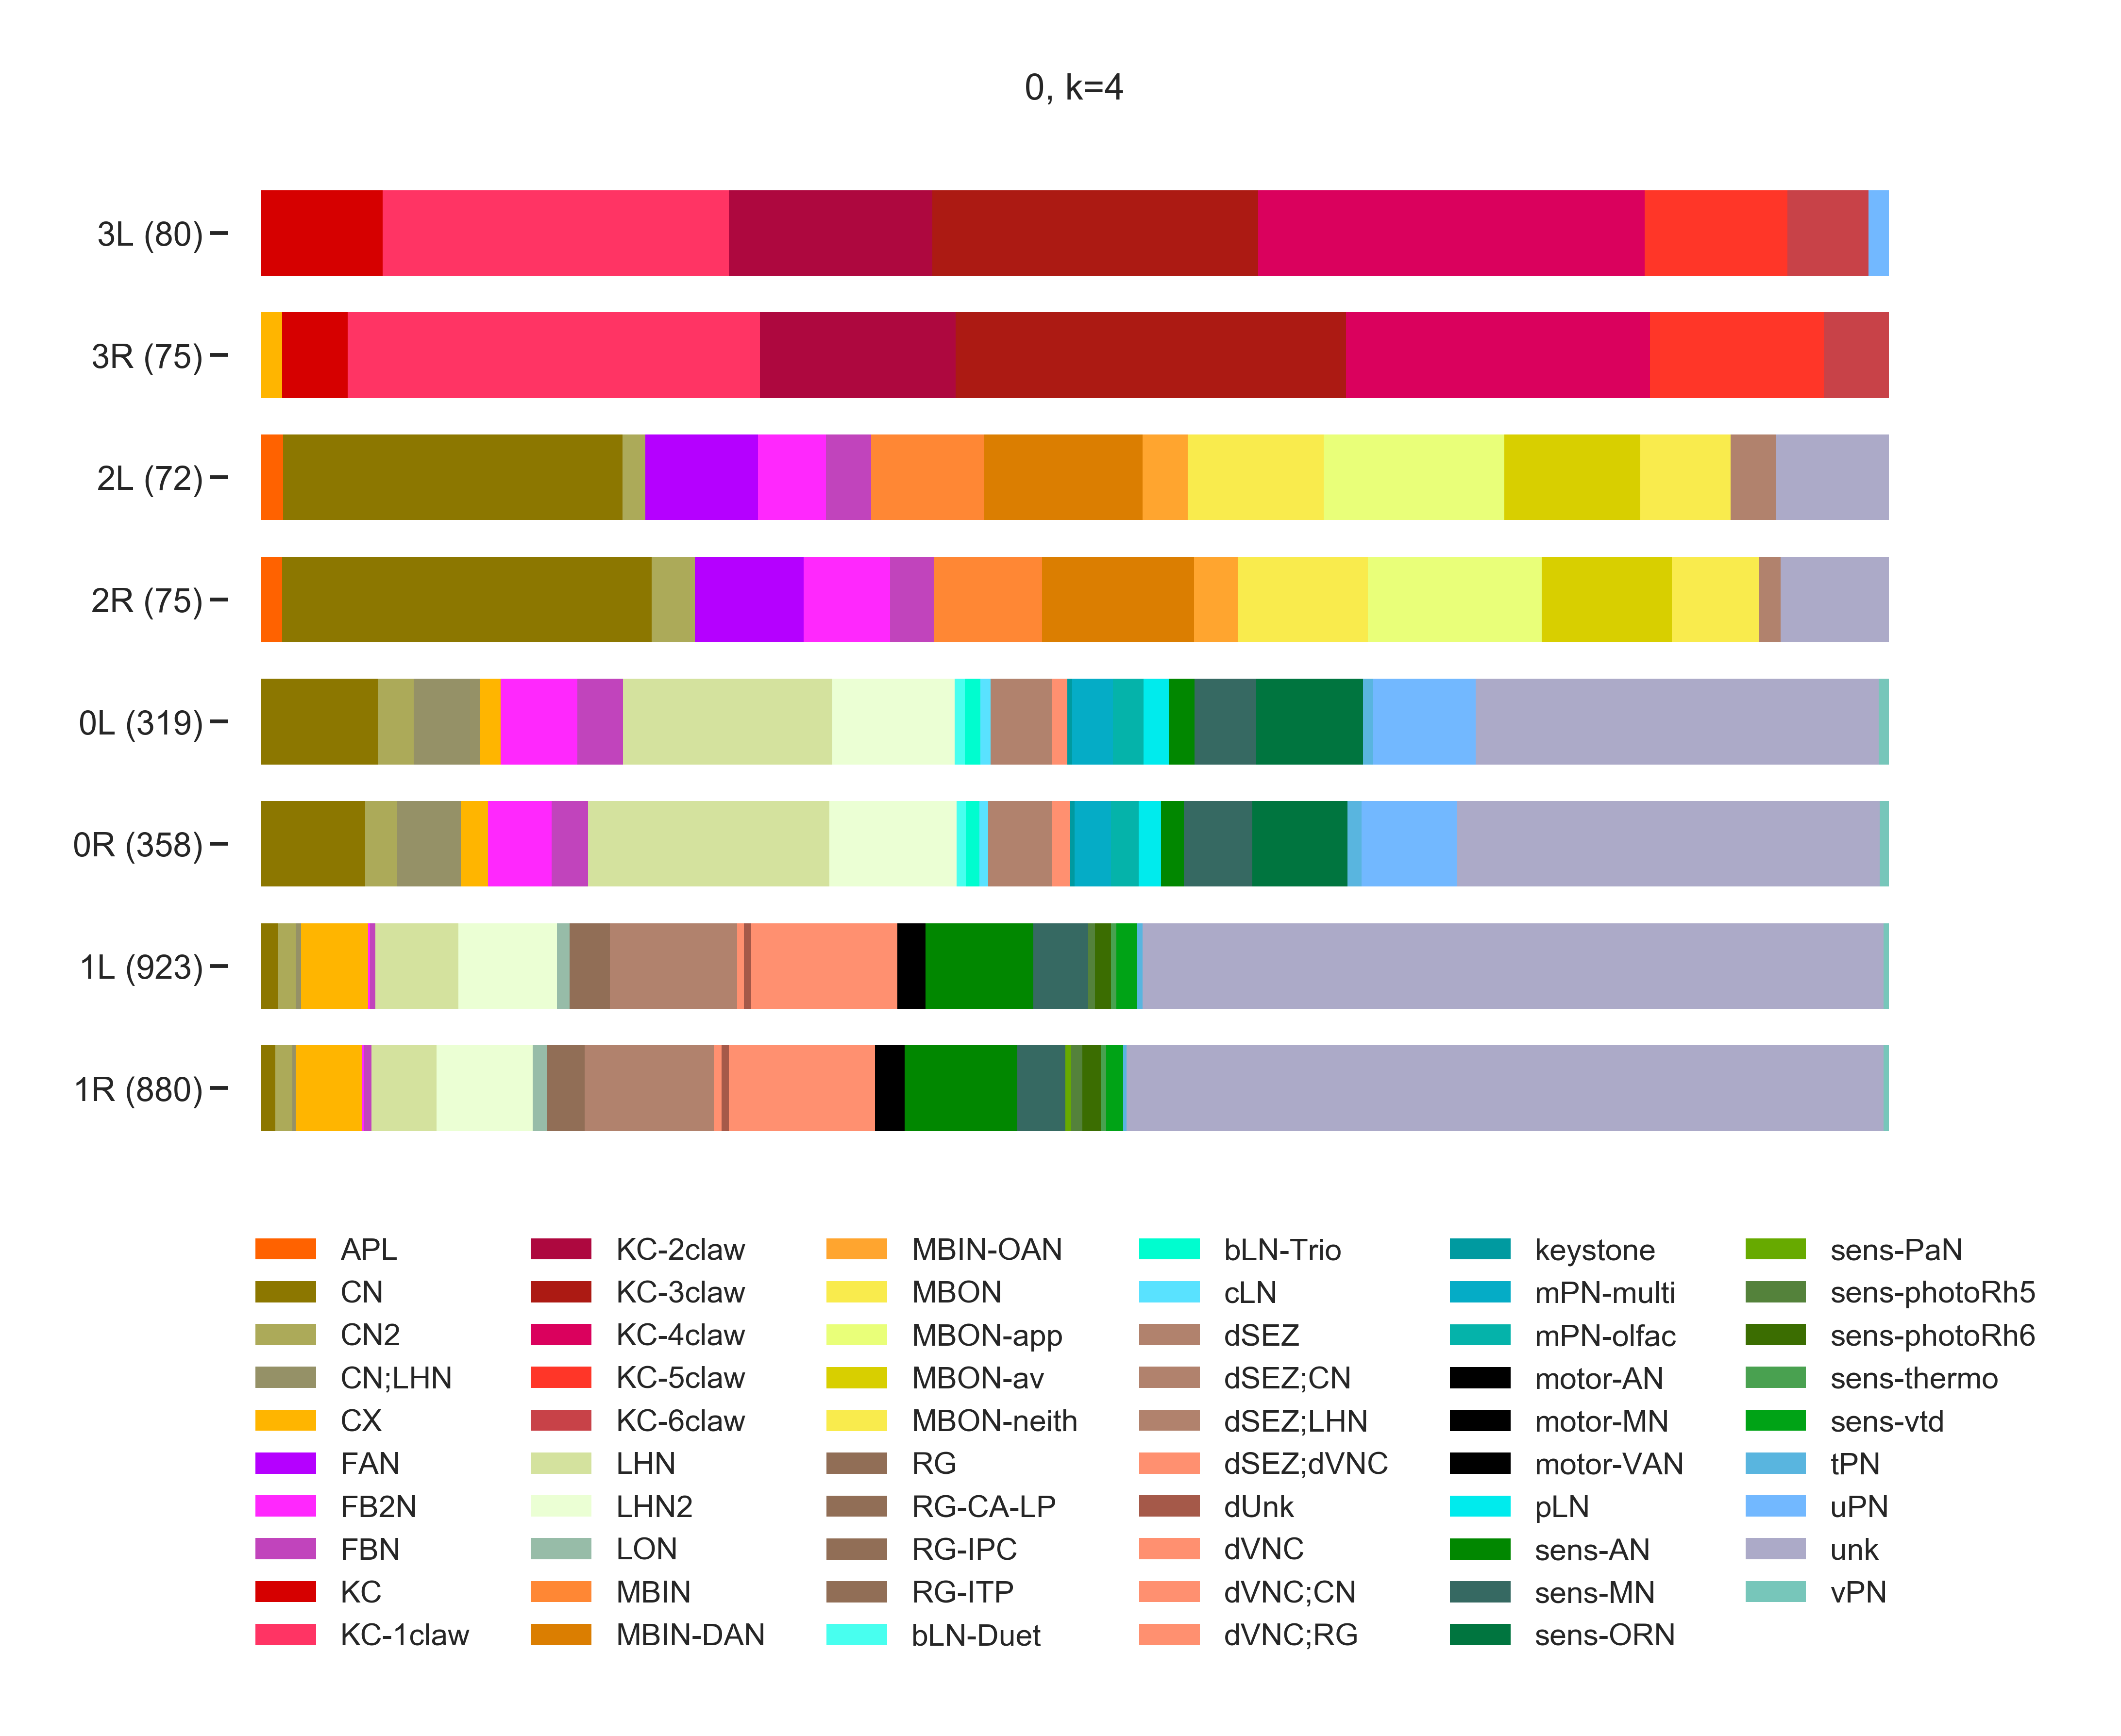 0, k=4
3L (80)
3R (75)
2L (72)
2R (75)
0L (319)
0R (358)
1L (923)
1R (880)
APL
CN
CN2
CN;LHN
CX
FAN
FB2N
FBN
KC
KC-1claw
KC-2claw
KC-3claw
KC-4claw
KC-5claw
KC-6claw
LHN
LHN2
LON
MBIN
MBIN-DAN
MBIN-OAN
MBON
MBON-app
MBON-av
MBON-neith
RG
RG-CA-LP
RG-IPC
RG-ITP
bLN-Duet
bLN-Trio
cLN
dSEZ
dSEZ;CN
dSEZ;LHN
dSEZ;dVNC
dUnk
dVNC
dVNC;CN
dVNC;RG
keystone
mPN-multi
mPN-olfac
motor-AN
motor-MN
motor-VAN
pLN
sens-AN
sens-MN
sens-ORN
sens-PaN
sens-photoRh5
sens-photoRh6
sens-thermo
sens-vtd
tPN
uPN
unk
vPN